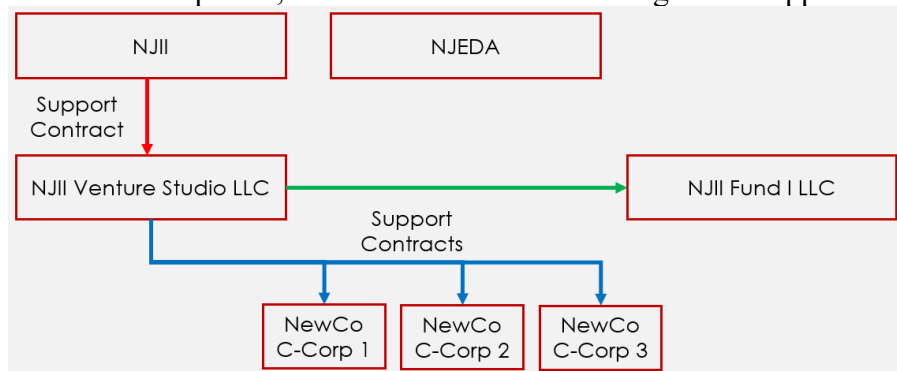 NJII
NJEDA
Support
Contract
NJII Venture Studio LLC
NJII Fund I LLC
Support
Contracts
NewCo
C-Corp 1
NewCo
C-Corp 2
NewCo
C-Corp 3